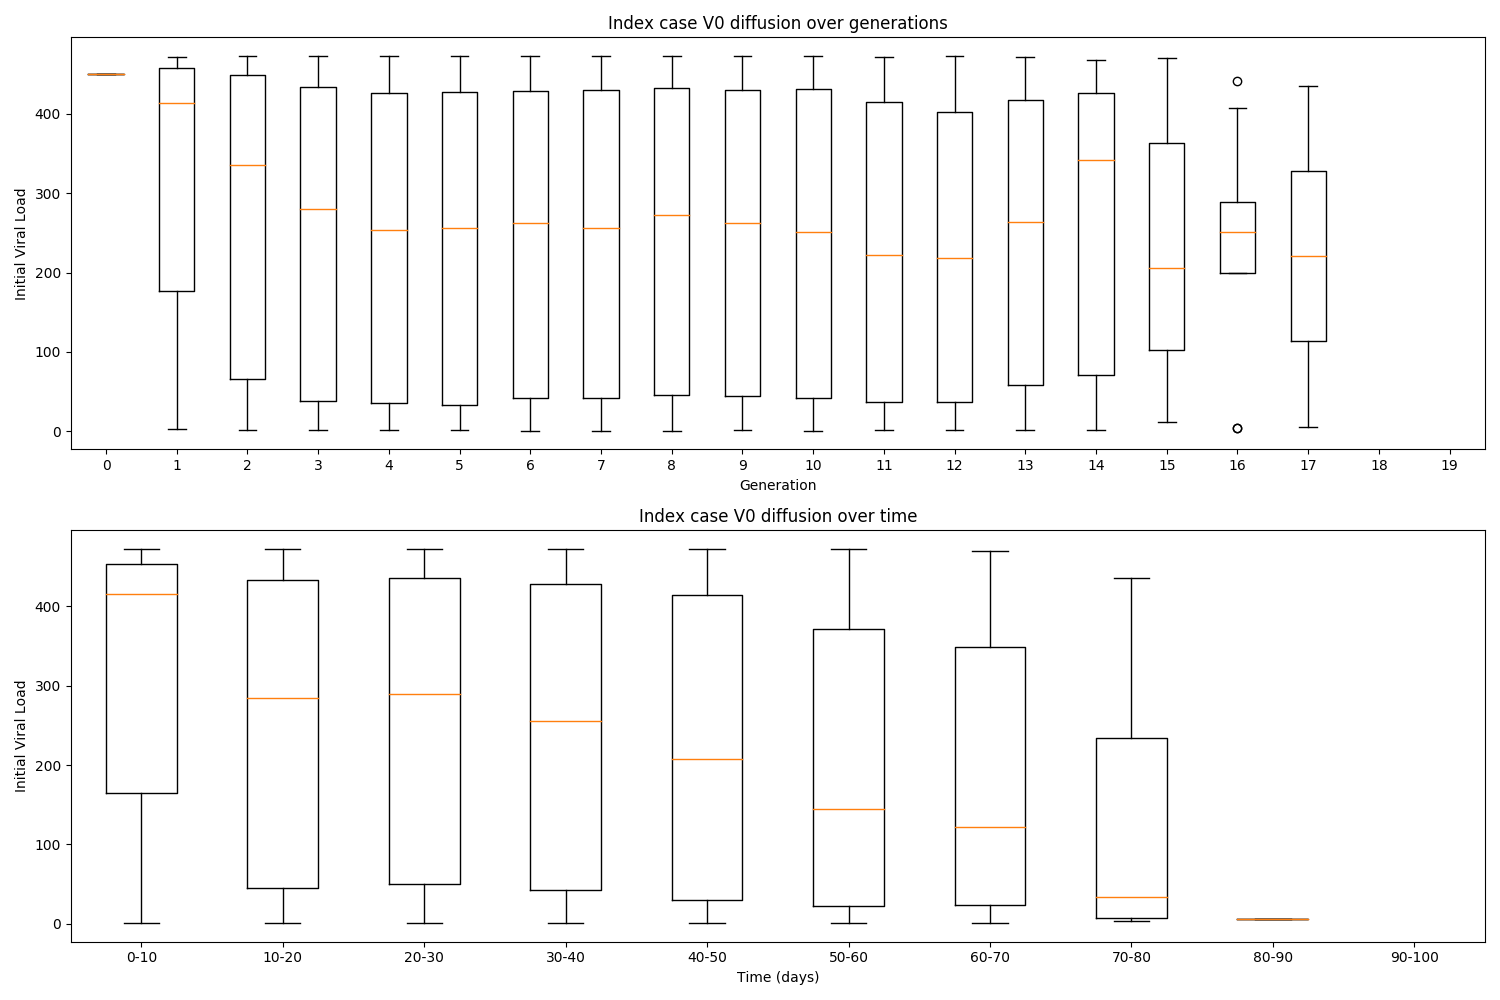 Index case V0 diffusion over generations
Initial Viral Load
400
300
200
100
0
0 1 2 3 4 5 6 7 8 9 10 11 12 13 14 15 16 17 18 19
Generation
Index case V0 diffusion over time
Initial Viral Load
400
300
200
100
0
0-10 10-20 20-30 30-40 40-50 50-60 60-70 70-80 80-90 90-100
Time (days)